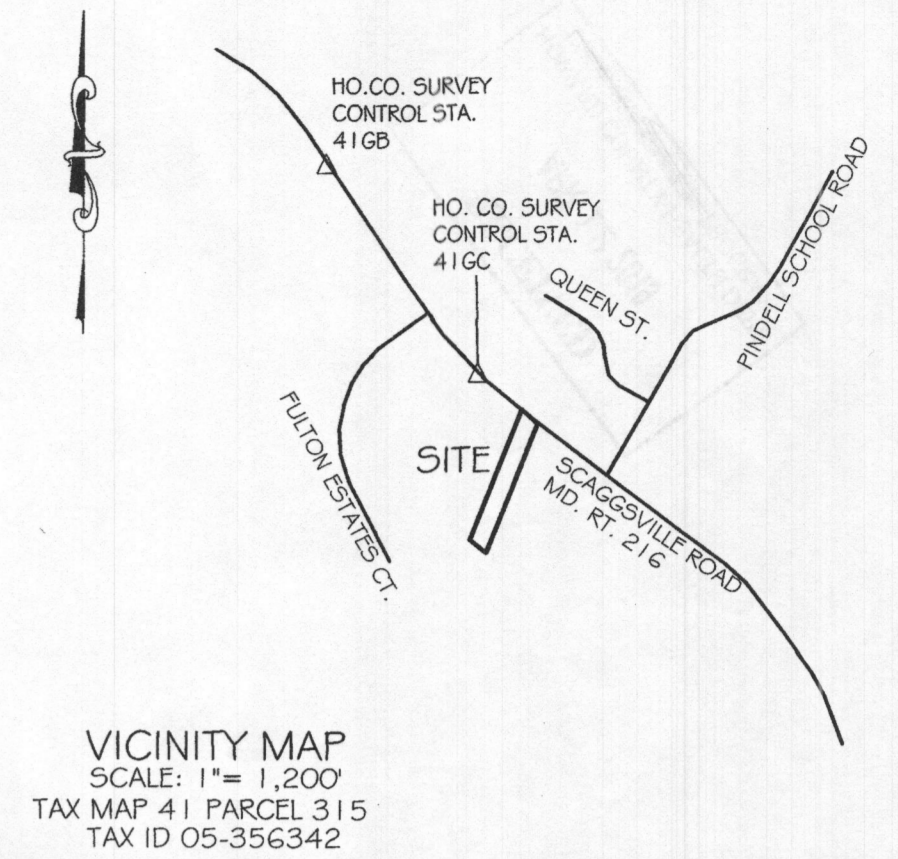 HO.CO. SURVEY
CONTROL STA.
41GB
HO. CO. SURVEY
CONTROL STA.
41GC
QUEEN ST.
PINDELL SCHOOL ROAD
FULTON ESTATES CT.
SITE
SCAGGSVILLE ROAD
MD. RT. 216
VICINITY MAP
SCALE: 1"= 1,200'
TAX MAP 41 PARCEL 315
TAX ID 05-356342